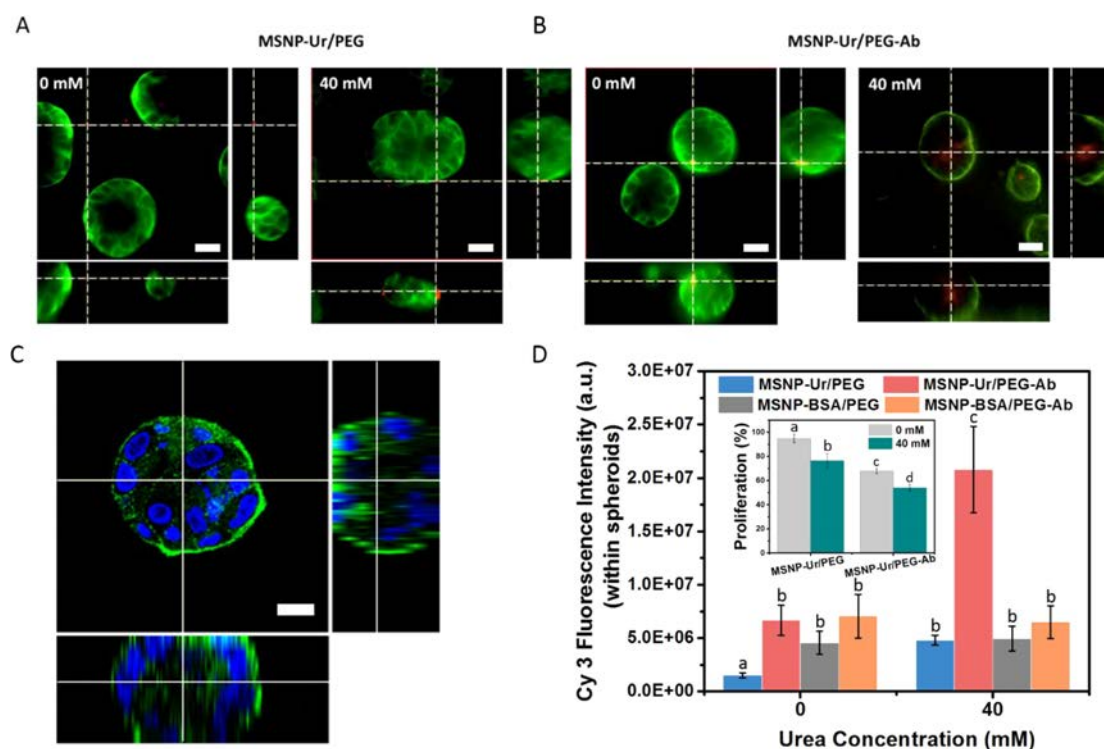 A
MSNP-Ur/PEG
B
MSNP-Ur/PEG-Ab
0 mM
40 mM
0 mM
40 mM
C
D
Cy 3 Fluorescence Intensity (a.u.)
(within spheroids)
3.0E+07
2.5E+07
2.0E+07
1.5E+07
1.0E+07
5.0E+06
0.0E+00
MSNP-Ur/PEG
MSNP-Ur/PEG-Ab
MSNP-BSA/PEG
MSNP-BSA/PEG-Ab
Proliferation (%)
100
80
60
40
20
0
0 mM
40 mM
a
b
c
d
MSNP-Ur/PEG
MSNP-Ur/PEG-Ab
a
b
b
b
b
c
b
b
0
40
Urea Concentration (mM)